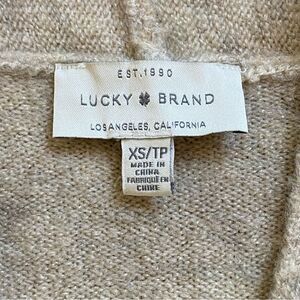 EST.1990
LUCKY BRAND
LOS ANGELES, CALIFORNIA
XS/TP
MADE IN
CHINA
FABRIQUÉ EN
CHINE